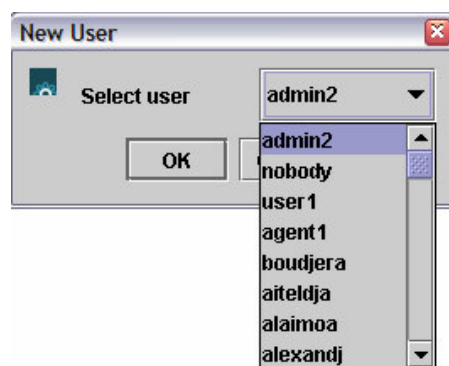 New User
Select user
admin2
OK
admin2
nobody
user1
agent1
boudjera
aiteldja
alaimoa
alexandj